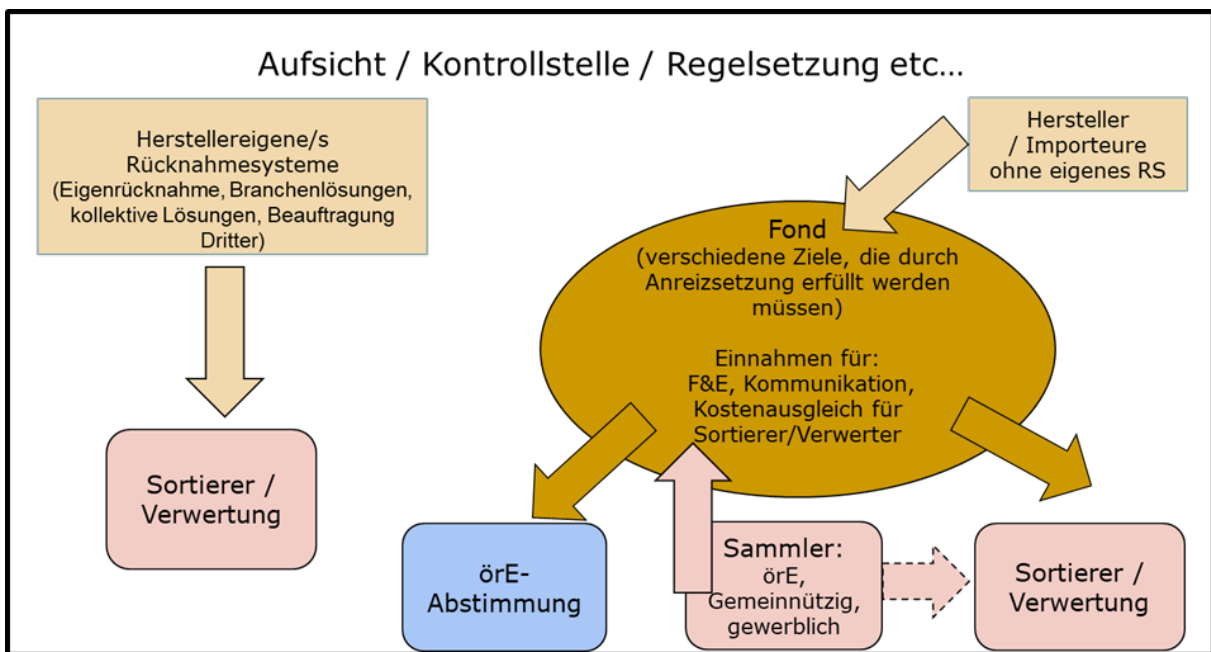 Aufsicht / Kontrollstelle / Regelsetzung etc…
Herstellereigene/s
Rücknahmesysteme
(Eigenrücknahme, Branchenlösungen,
kollektive Lösungen, Beauftragung
Dritter)
Hersteller
/ Importeure
ohne eigenes RS
Fond
(verschiedene Ziele, die durch
Anreizsetzung erfüllt werden
müssen)
Einnahmen für:
F&E, Kommunikation,
Kostenausgleich für
Sortierer/Verwerter
Sortierer /
Verwertung
örE-
Abstimmung
Sammler:
örE,
Gemeinnützig,
gewerblich
Sortierer /
Verwertung